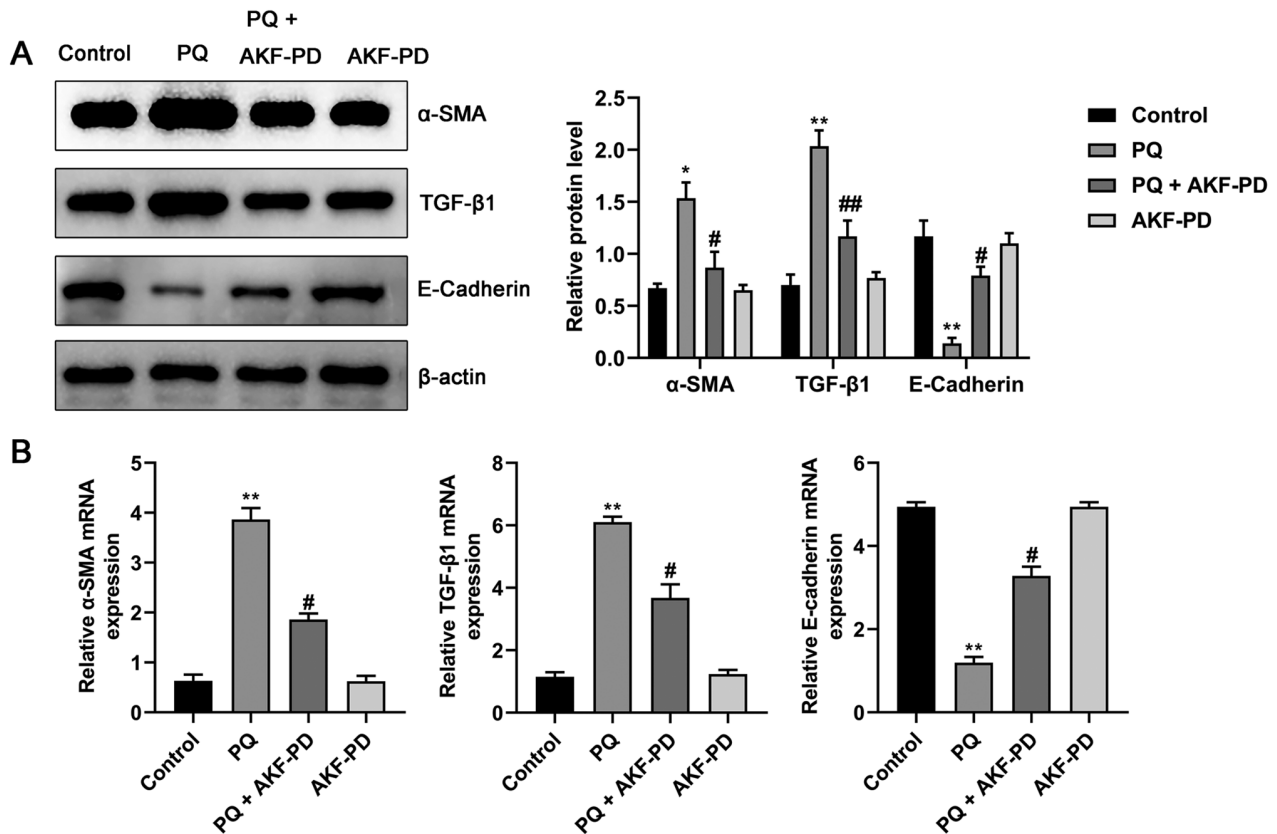 A
Control
PQ
PQ +
AKF-PD
AKF-PD
α-SMA
TGF-β1
E-Cadherin
β-actin
Relative protein level
2.5
2.0
1.5
1.0
0.5
0.0
*
#
**
##
**
#
α-SMA
TGF-β1
E-Cadherin
Control
PQ
PQ + AKF-PD
AKF-PD
B
Relative α-SMA mRNA
expression
5
4
3
2
1
0
**
#
Control
PQ
PQ + AKF-PD
AKF-PD
Relative TGF-β1 mRNA
expression
8
6
4
2
0
**
#
Control
PQ
PQ + AKF-PD
AKF-PD
Relative E-cadherin mRNA
expression
6
4
2
0
**
#
Control
PQ
PQ + AKF-PD
AKF-PD